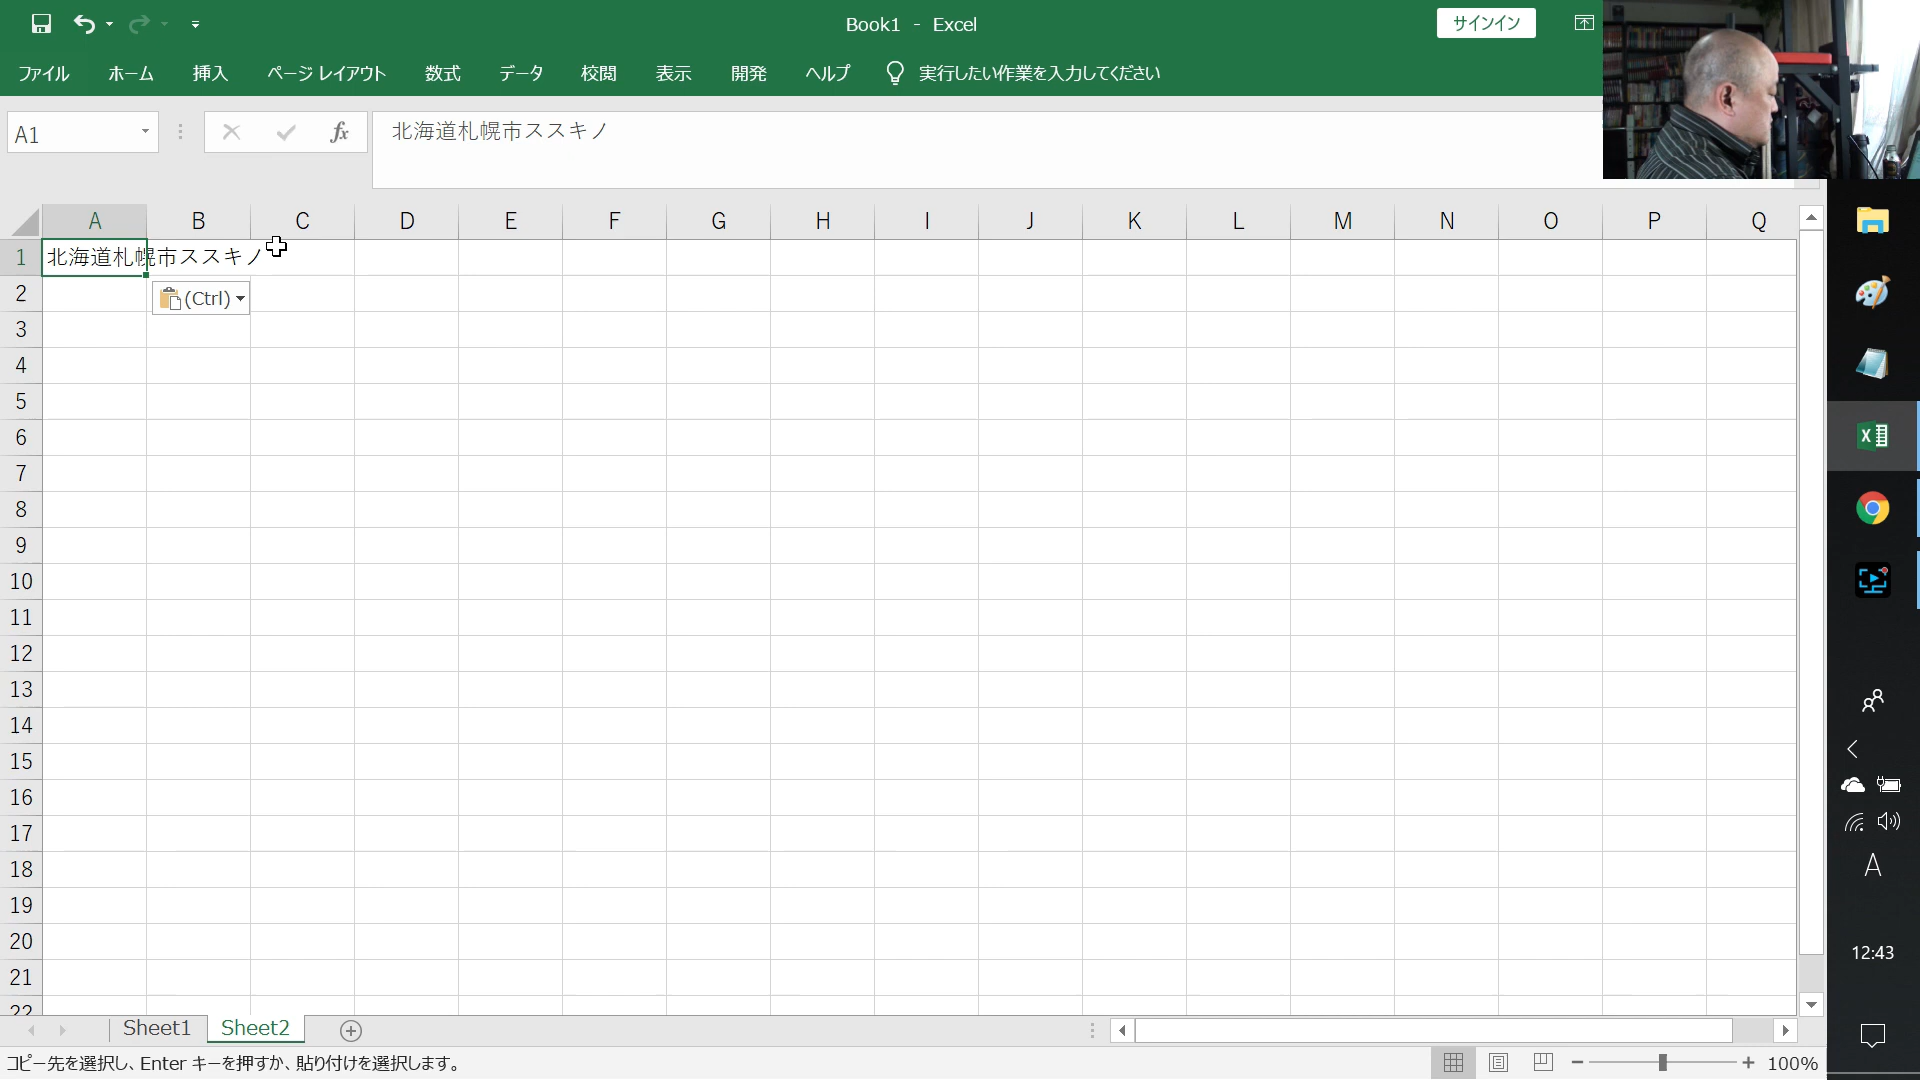 Book1 - Excel
サインイン
ファイル ホーム 挿入 ページ レイアウト 数式 データ 校閲 表示 開発 ヘルプ 実行したい作業を入力してください
A1 fx 北海道札幌市ススキノ
A B C D E F G H I J K L M N O P Q
1 北海道札幌市ススキノ
2 (Ctrl)
3
4
5
6
7
8
9
10
11
12
13
14
15
16
17
18
19
20
21
22
A
12:43
Sheet1 Sheet2
コピー先を選択し、Enter キーを押すか、貼り付けを選択します。
100%